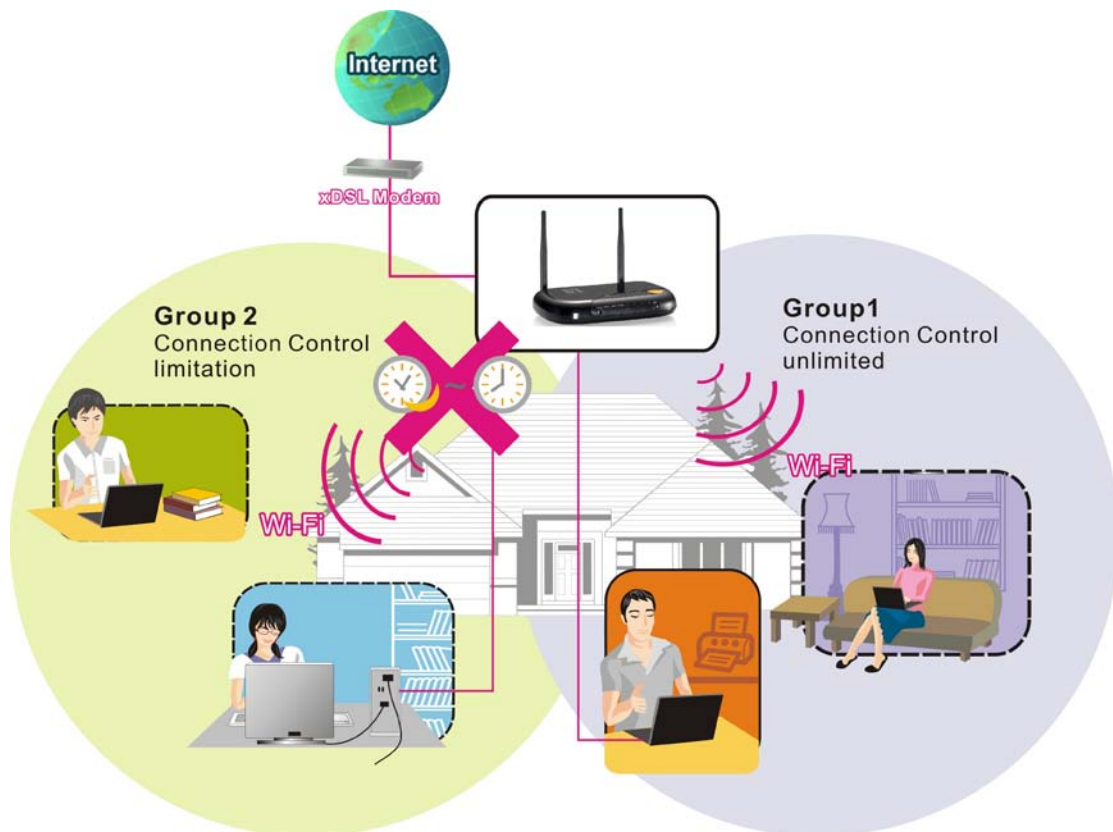 Internet
xDSL Modem
Group 2
Connection Control
limitation
Group1
Connection Control
unlimited
Wi-Fi
Wi-Fi